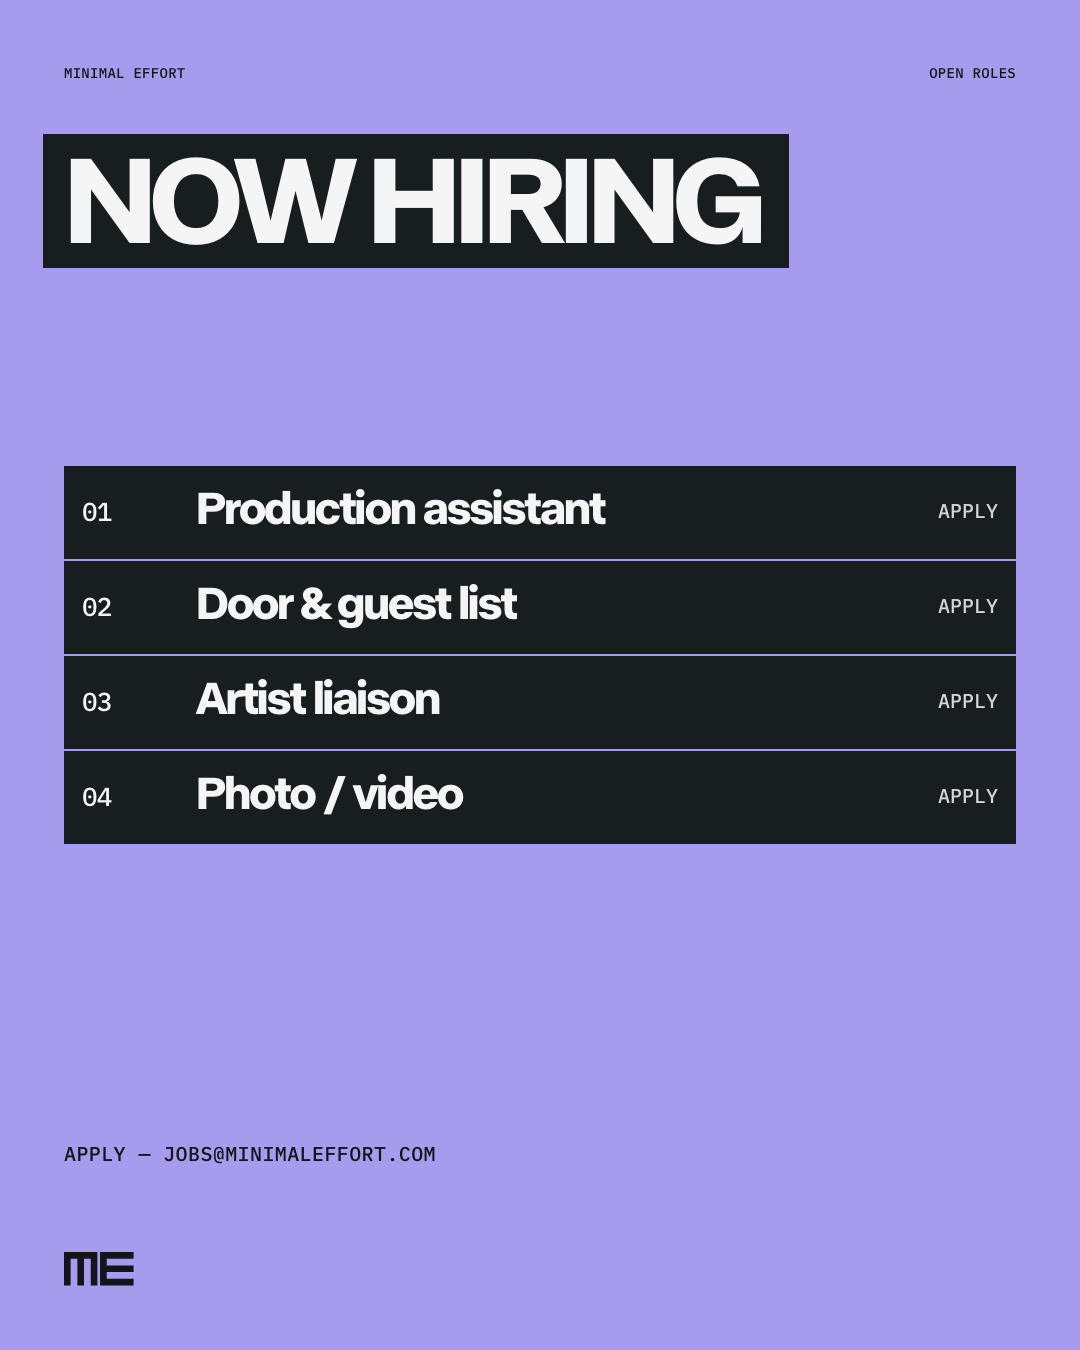 MINIMAL EFFORT
OPEN ROLES
NOW HIRING
01 Production assistant APPLY
02 Door & guest list APPLY
03 Artist liaison APPLY
04 Photo / video APPLY
APPLY — JOBS@MINIMALEFFORT.COM
ME